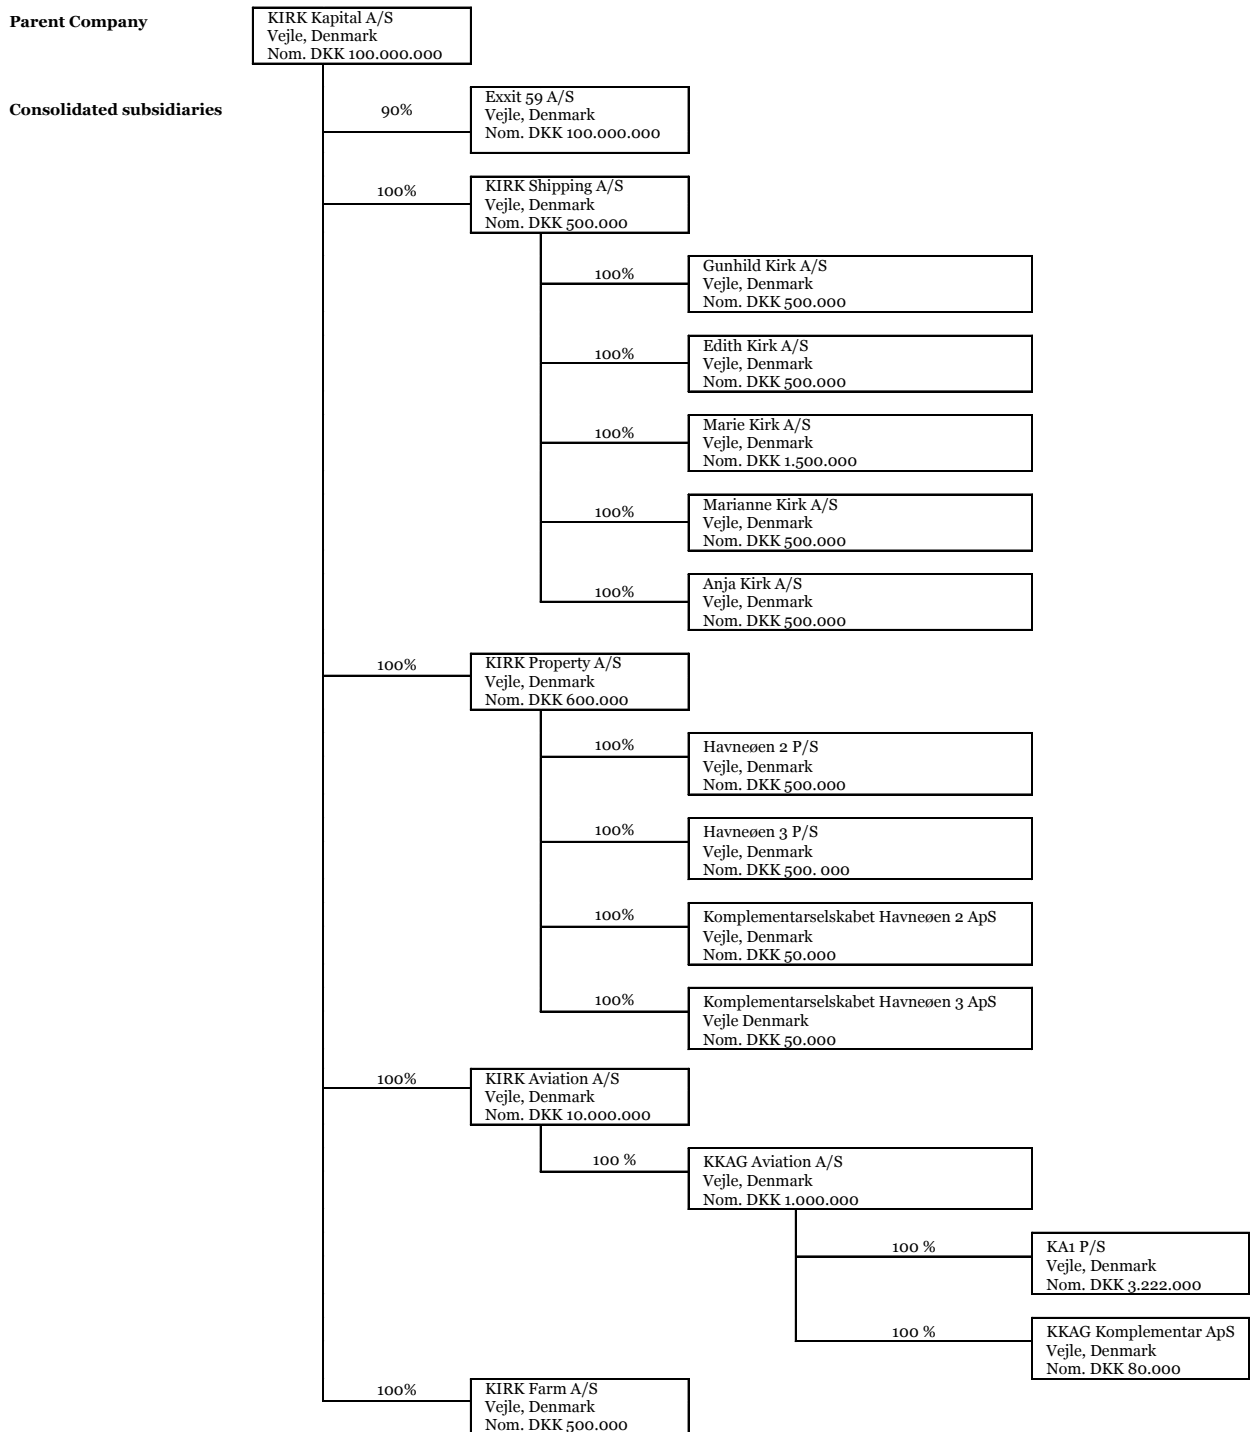 Parent Company
KIRK Kapital A/S
Vejle, Denmark
Nom. DKK 100.000.000
Consolidated subsidiaries
90%
Exxit 59 A/S
Vejle, Denmark
Nom. DKK 100.000.000
100%
KIRK Shipping A/S
Vejle, Denmark
Nom. DKK 500.000
100%
Gunhild Kirk A/S
Vejle, Denmark
Nom. DKK 500.000
100%
Edith Kirk A/S
Vejle, Denmark
Nom. DKK 500.000
100%
Marie Kirk A/S
Vejle, Denmark
Nom. DKK 1.500.000
100%
Marianne Kirk A/S
Vejle, Denmark
Nom. DKK 500.000
100%
Anja Kirk A/S
Vejle, Denmark
Nom. DKK 500.000
100%
KIRK Property A/S
Vejle, Denmark
Nom. DKK 600.000
100%
Havneøen 2 P/S
Vejle, Denmark
Nom. DKK 500.000
100%
Havneøen 3 P/S
Vejle, Denmark
Nom. DKK 500. 000
100%
Komplementarselskabet Havneøen 2 ApS
Vejle, Denmark
Nom. DKK 50.000
100%
Komplementarselskabet Havneøen 3 ApS
Vejle Denmark
Nom. DKK 50.000
100%
KIRK Aviation A/S
Vejle, Denmark
Nom. DKK 10.000.000
100 %
KKAG Aviation A/S
Vejle, Denmark
Nom. DKK 1.000.000
100 %
KA1 P/S
Vejle, Denmark
Nom. DKK 3.222.000
100 %
KKAG Komplementar ApS
Vejle, Denmark
Nom. DKK 80.000
100%
KIRK Farm A/S
Vejle, Denmark
Nom. DKK 500.000